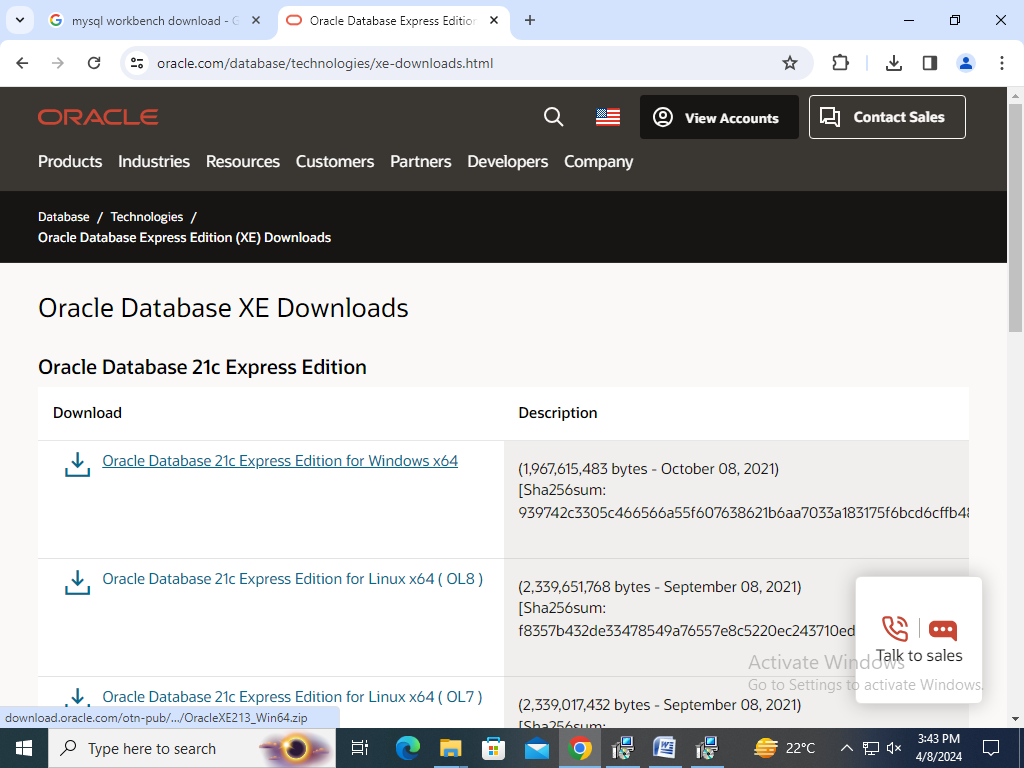 mysql workbench download - G
Oracle Database Express Edition
oracle.com/database/technologies/xe-downloads.html
ORACLE
View Accounts
Contact Sales
Products Industries Resources Customers Partners Developers Company
Database / Technologies /
Oracle Database Express Edition (XE) Downloads
Oracle Database XE Downloads
Oracle Database 21c Express Edition
Download Description
Oracle Database 21c Express Edition for Windows x64
(1,967,615,483 bytes - October 08, 2021)
[Sha256sum:
939742c3305c466566a55f607638621b6aa7033a183175f6bcd6cffb48
Oracle Database 21c Express Edition for Linux x64 ( OL8 )
(2,339,651,768 bytes - September 08, 2021)
[Sha256sum:
f8357b432de33478549a76557e8c5220ec243710ed
Talk to sales
Oracle Database 21c Express Edition for Linux x64 ( OL7 )
(2,339,017,432 bytes - September 08, 2021)
[Sha256sum:
Activate Windows
Go to Settings to activate Windows.
download.oracle.com/otn-pub/.../OracleXE213_Win64.zip
Type here to search
22°C
3:43 PM
4/8/2024